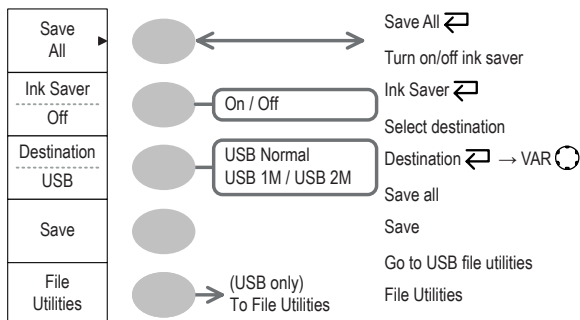 Save
All
Ink Saver
Off
Destination
USB
Save
File
Utilities
On / Off
USB Normal
USB 1M / USB 2M
(USB only)
To File Utilities
Save All
Turn on/off ink saver
Ink Saver
Select destination
Destination → VAR
Save all
Save
Go to USB file utilities
File Utilities